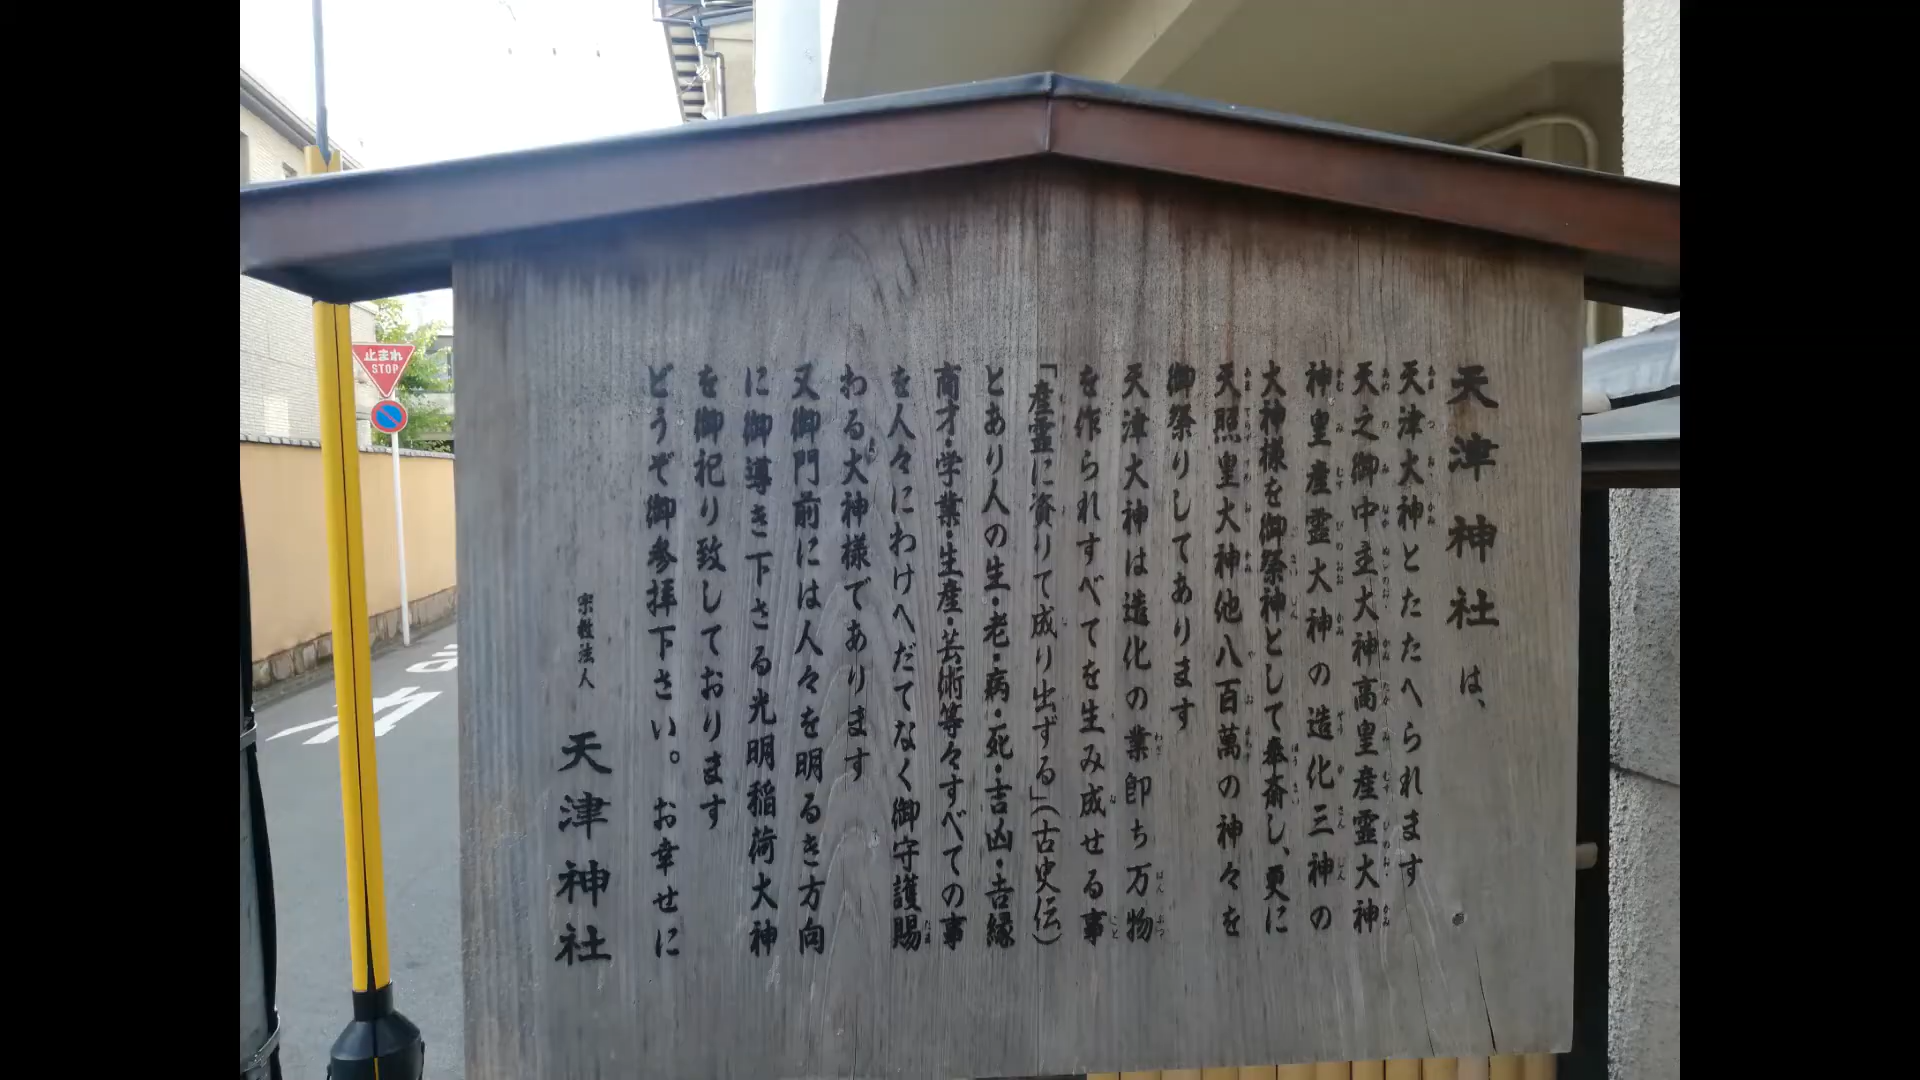 天津神社は、
天津大神とたたへられます
天之御中主大神高皇産霊大神
神皇産霊大神の造化三神の
大神様を御祭神として奉斎し、更に
天照皇大神他八百萬の神々を
御祭りしてあります
天津大神は造化の業即ち万物
を作られすべてを生み成せる事
「産霊に資りて成り出ずる」(古史伝)
とあり人の生・老・病・死・吉凶・吉縁
商才・学業・生産・芸術等々すべての事
を人々にわけへだてなく御守護賜
わる大神様であります
又御門前には人々を明るき方向
に御導き下さる光明稲荷大神
を御祀り致しております
どうぞ御参拝下さい。お幸せに
宗教法人 天津神社
止まれ
STOP